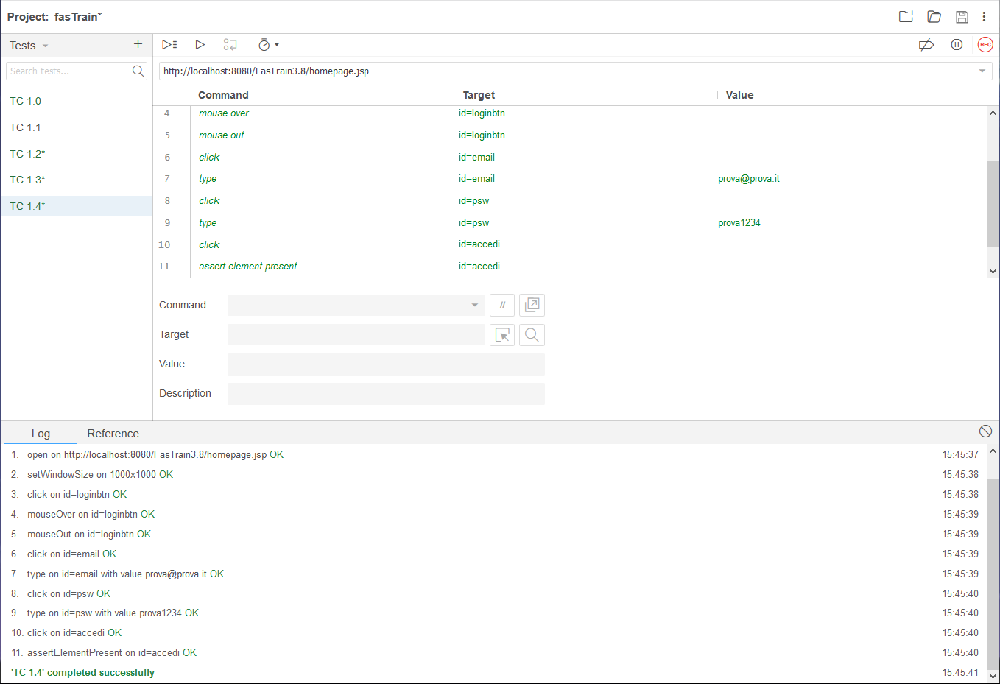 Project: fasTrain*
Tests
+
REC
Search tests...
http://localhost:8080/FasTrain3.8/homepage.jsp
Command Target Value
TC 1.0
TC 1.1
TC 1.2*
TC 1.3*
TC 1.4*
4 mouse over id=loginbtn
5 mouse out id=loginbtn
6 click id=email
7 type id=email prova@prova.it
8 click id=psw
9 type id=psw prova1234
10 click id=accedi
11 assert element present id=accedi
Command //
Target
Value
Description
Log Reference
1. open on http://localhost:8080/FasTrain3.8/homepage.jsp OK 15:45:37
2. setWindowSize on 1000x1000 OK 15:45:38
3. click on id=loginbtn OK 15:45:38
4. mouseOver on id=loginbtn OK 15:45:39
5. mouseOut on id=loginbtn OK 15:45:39
6. click on id=email OK 15:45:39
7. type on id=email with value prova@prova.it OK 15:45:39
8. click on id=psw OK 15:45:40
9. type on id=psw with value prova1234 OK 15:45:40
10. click on id=accedi OK 15:45:40
11. assertElementPresent on id=accedi OK 15:45:40
'TC 1.4' completed successfully 15:45:41